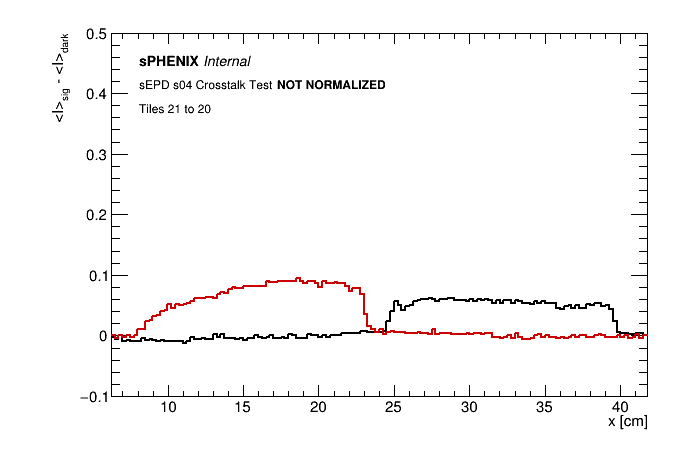 <I>sig - <I>dark
0.5
sPHENIX Internal
sEPD s04 Crosstalk Test NOT NORMALIZED
0.4
Tiles 21 to 20
0.3
0.2
0.1
0
−0.1
10 15 20 25 30 35 40
x [cm]